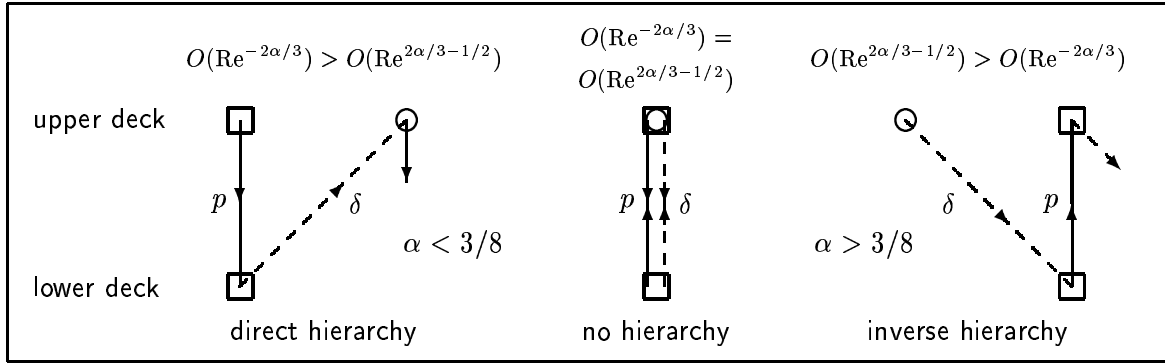 O(Re^{-2α/3}) > O(Re^{2α/3-1/2})
O(Re^{-2α/3}) =
O(Re^{2α/3-1/2})
O(Re^{2α/3-1/2}) > O(Re^{-2α/3})
upper deck
p
δ
p
δ
δ
p
α < 3/8
α > 3/8
lower deck
direct hierarchy
no hierarchy
inverse hierarchy